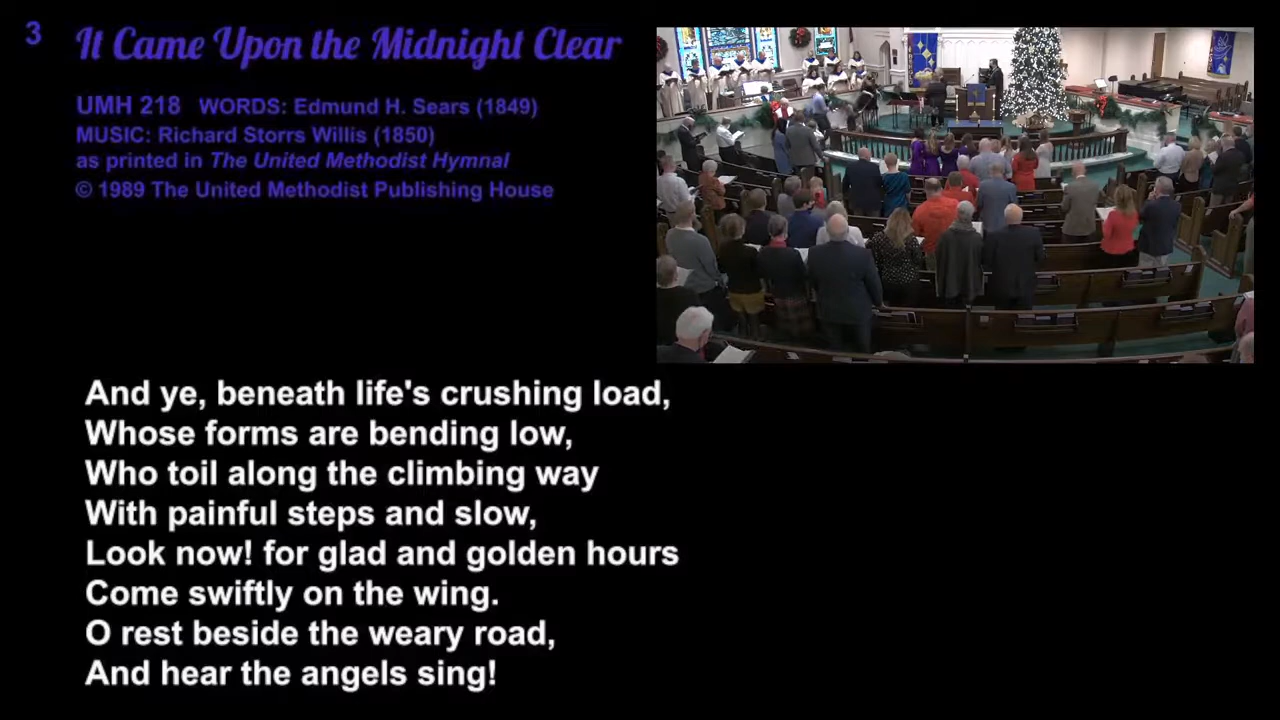 3
It Came Upon the Midnight Clear
UMH 218 WORDS: Edmund H. Sears (1849)
MUSIC: Richard Storrs Willis (1850)
as printed in The United Methodist Hymnal
© 1989 The United Methodist Publishing House
And ye, beneath life's crushing load,
Whose forms are bending low,
Who toil along the climbing way
With painful steps and slow,
Look now! for glad and golden hours
Come swiftly on the wing.
O rest beside the weary road,
And hear the angels sing!